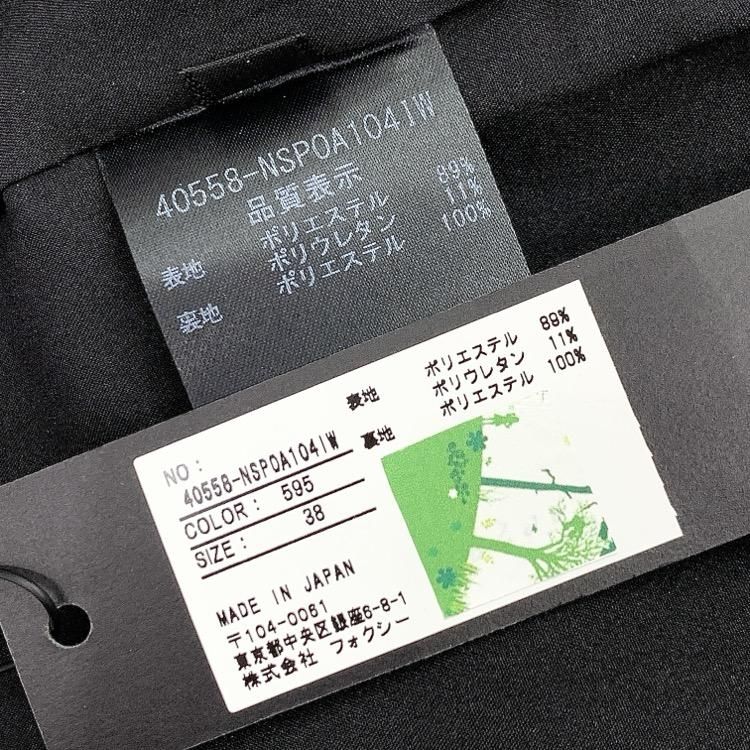 40558-NSPOA104IW
品質表示
表地 ポリエステル 89%
ポリウレタン 11%
裏地 ポリエステル 100%
表地 ポリエステル 89%
ポリウレタン 11%
裏地 ポリエステル 100%
NO:
40558-NSPOA104IW
COLOR: 595
SIZE: 38
MADE IN JAPAN
〒104-0061
東京都中央区銀座6-8-1
株式会社 フォクシー